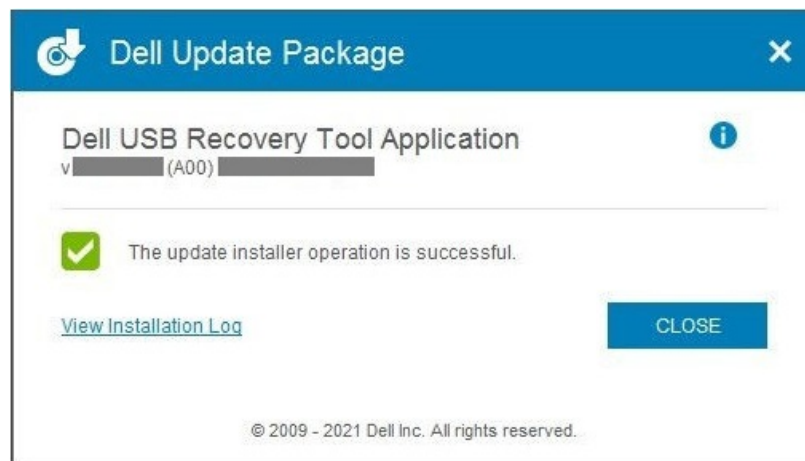 Dell Update Package
Dell USB Recovery Tool Application
v (A00)
The update installer operation is successful.
View Installation Log
CLOSE
© 2009 - 2021 Dell Inc. All rights reserved.